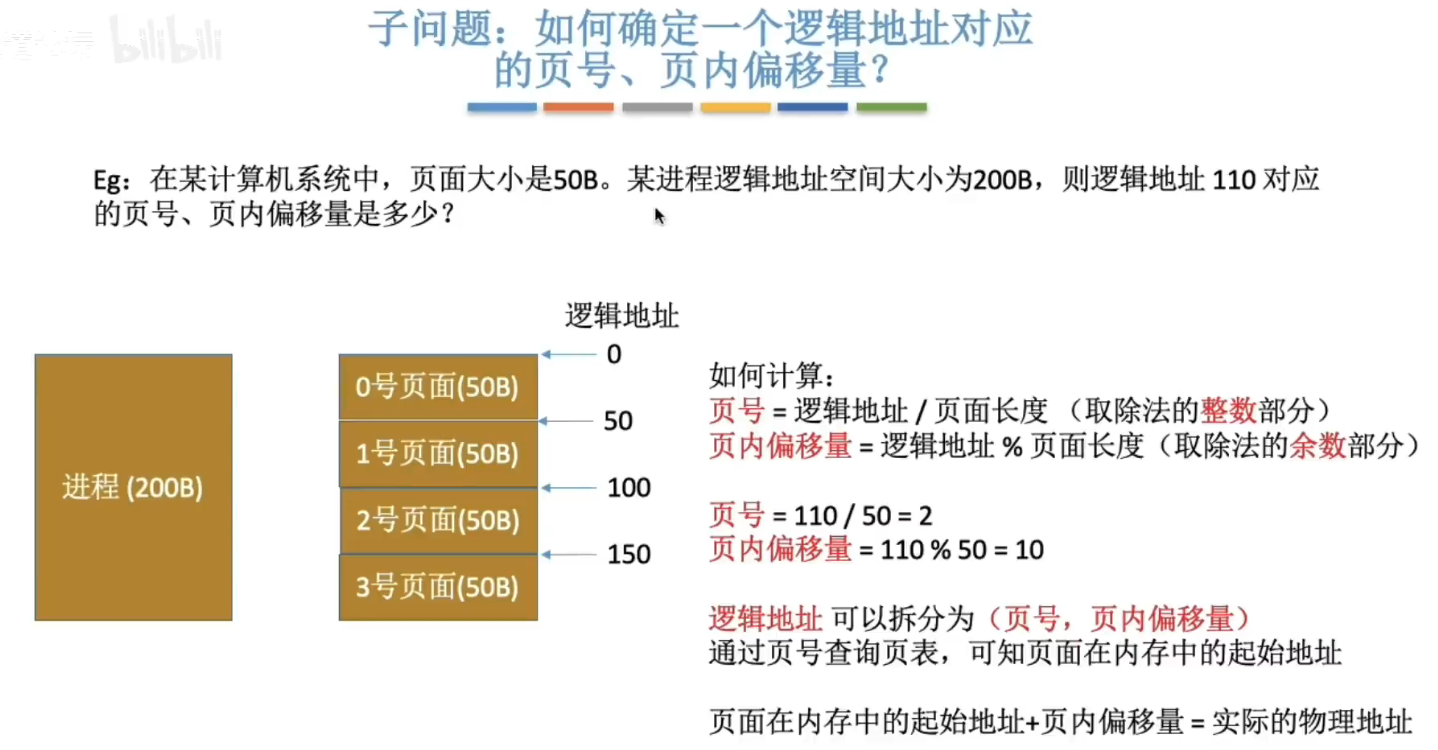 bilibili
子问题：如何确定一个逻辑地址对应
的页号、页内偏移量？
Eg：在某计算机系统中，页面大小是50B。某进程逻辑地址空间大小为200B，则逻辑地址 110 对应
的页号、页内偏移量是多少？
逻辑地址
进程 (200B)
0号页面(50B)
1号页面(50B)
2号页面(50B)
3号页面(50B)
0
50
100
150
如何计算：
页号 = 逻辑地址 / 页面长度 （取除法的整数部分）
页内偏移量 = 逻辑地址 % 页面长度（取除法的余数部分）
页号 = 110 / 50 = 2
页内偏移量 = 110 % 50 = 10
逻辑地址 可以拆分为（页号，页内偏移量）
通过页号查询页表，可知页面在内存中的起始地址
页面在内存中的起始地址+页内偏移量 = 实际的物理地址